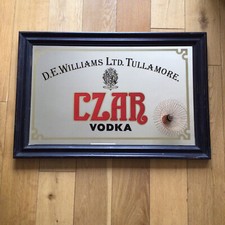 D.E.WILLIAMS LTD. TULLAMORE.
CZAR
VODKA